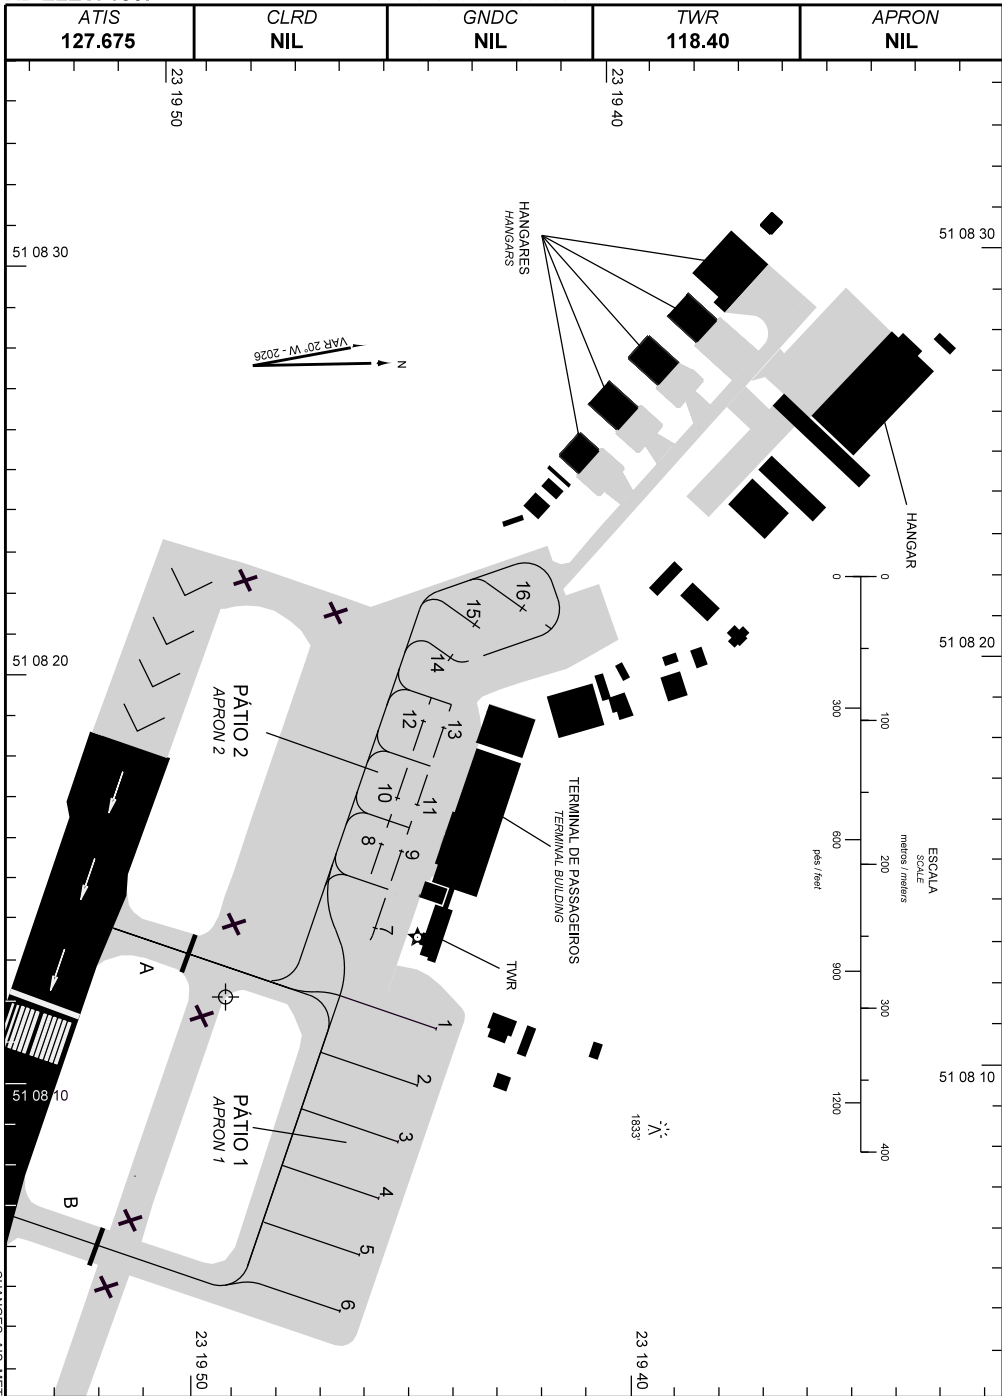 ATIS
127.675
CLRD
NIL
GNDC
NIL
TWR
118.40
APRON
NIL
23 19 50
23 19 40
51 08 30
51 08 30
HANGARES
HANGARS
VAR 20° W - 2026
N
HANGAR
51 08 20
51 08 20
0
0
300
100
600
200
900
300
1200
400
ESCALA
SCALE
metros / meters
pés / feet
16
15
14
13
12
11
10
9
8
7
PÁTIO 2
APRON 2
TERMINAL DE PASSAGEIROS
TERMINAL BUILDING
TWR
A
1
2
3
4
5
6
PÁTIO 1
APRON 1
B
1833'
51 08 10
51 08 10
23 19 50
23 19 40